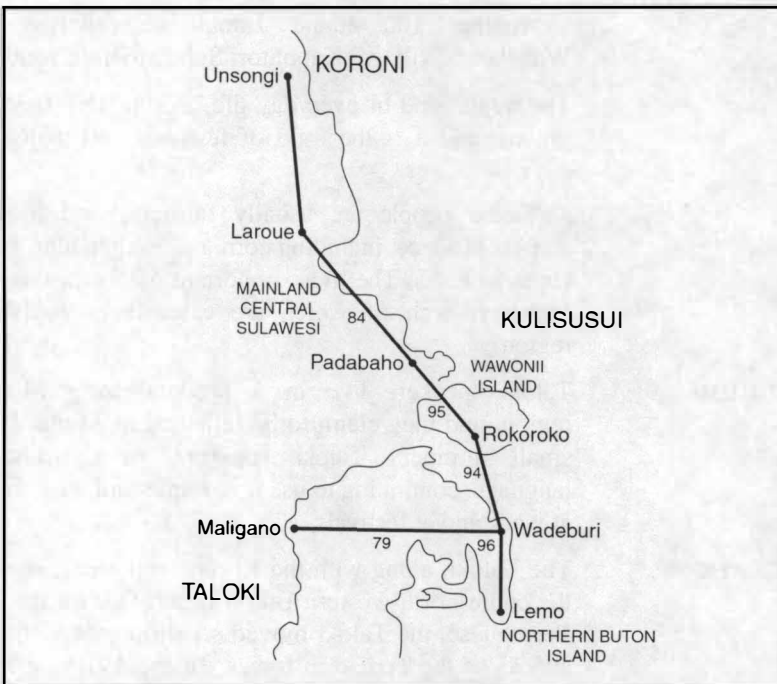 KORONI
Unsongi
Laroue
MAINLAND
CENTRAL
SULAWESI
84
KULISUSUI
Padabaho
WAWONII
ISLAND
95
Rokoroko
94
Maligano
79
96
Wadeburi
TALOKI
Lemo
NORTHERN BUTON
ISLAND